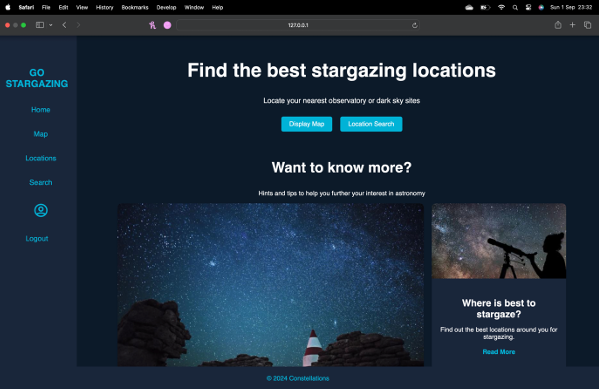 Safari File Edit View History Bookmarks Develop Window Help Sun 1 Sep 23:32
127.0.0.1
GO
STARGAZING
Home
Map
Locations
Search
Logout
Find the best stargazing locations
Locate your nearest observatory or dark sky sites
Display Map Location Search
Want to know more?
Hints and tips to help you further your interest in astronomy
Where is best to
stargaze?
Find out the best locations around you for
stargazing.
Read More
© 2024 Constellations